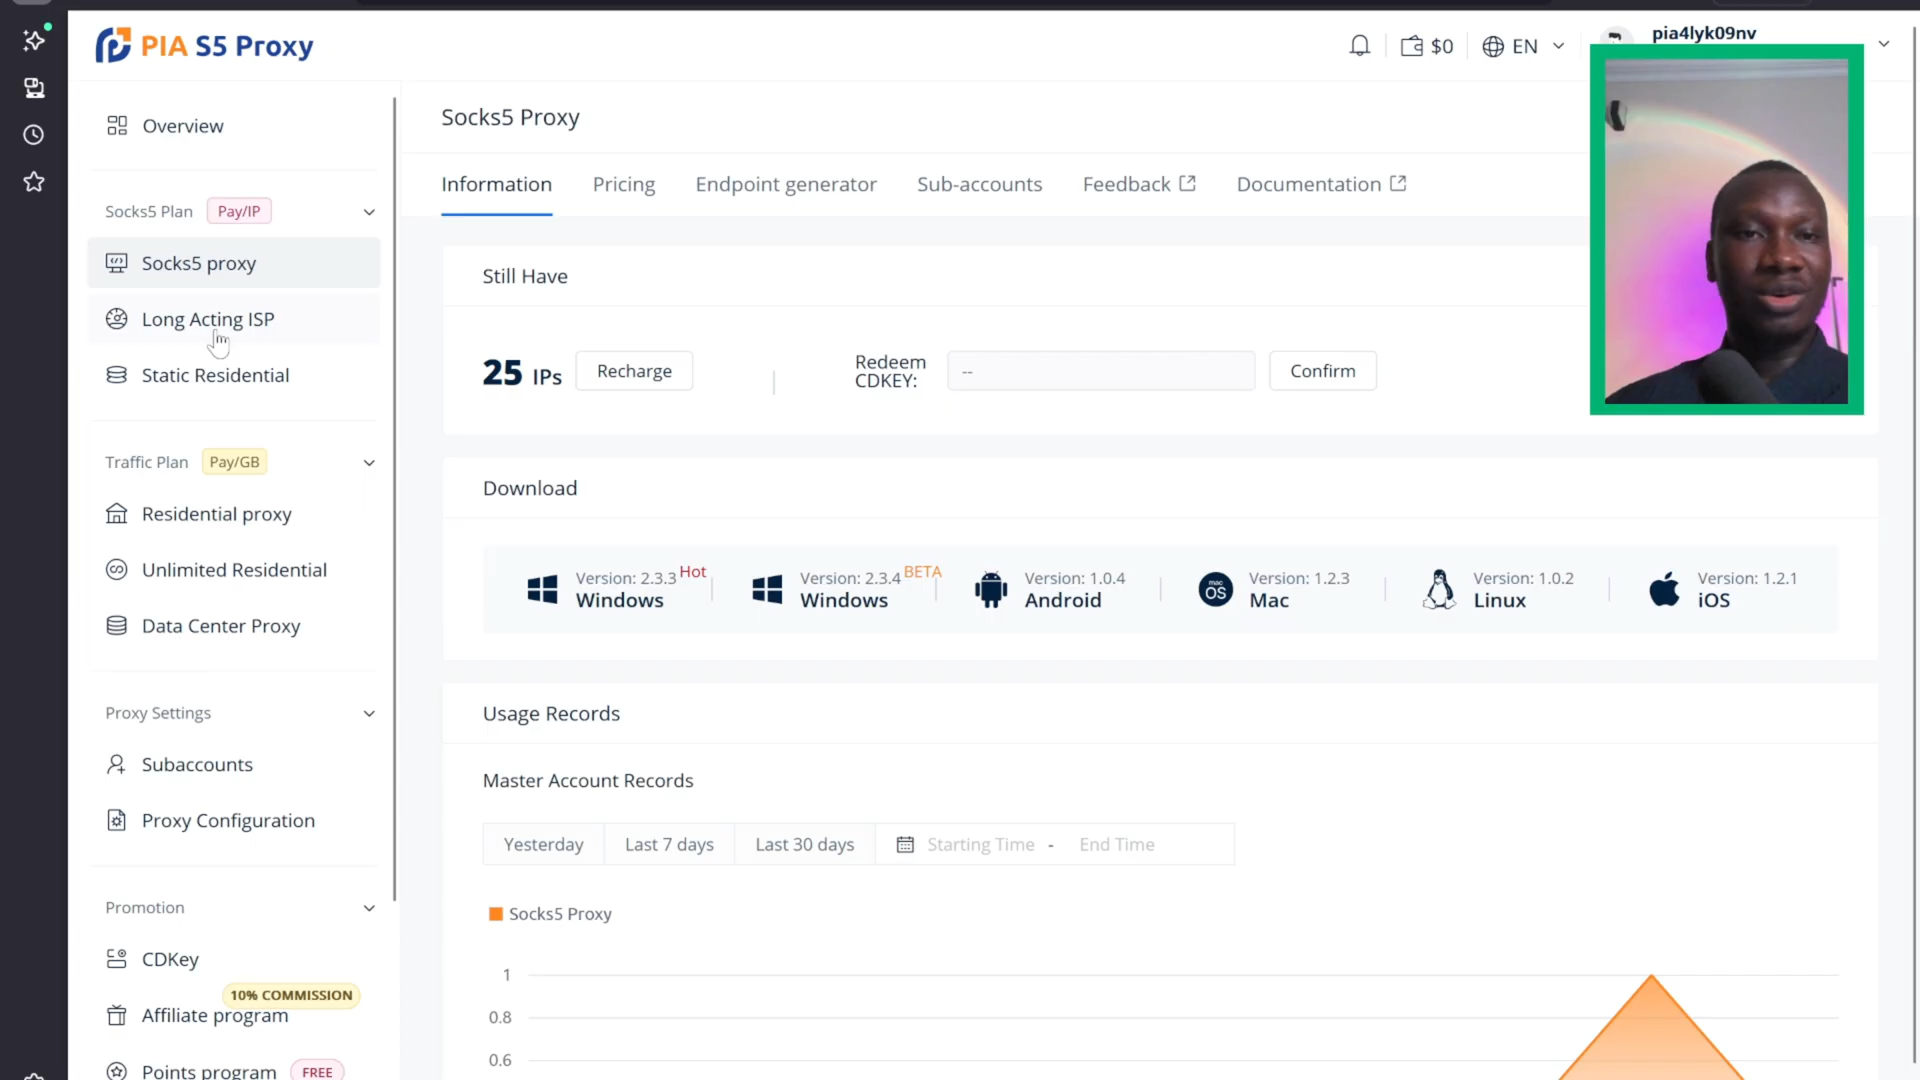 PIA S5 Proxy
$0
EN
pia4lyk09nv
Overview
Socks5 Plan Pay/IP
Socks5 proxy
Long Acting ISP
Static Residential
Traffic Plan Pay/GB
Residential proxy
Unlimited Residential
Data Center Proxy
Proxy Settings
Subaccounts
Proxy Configuration
Promotion
CDKey
10% COMMISSION
Affiliate program
Points program FREE
Socks5 Proxy
Information Pricing Endpoint generator Sub-accounts Feedback Documentation
Still Have
25 IPs Recharge
Redeem
CDKEY:
--
Confirm
Download
Version: 2.3.3 Hot
Windows
Version: 2.3.4 BETA
Windows
Version: 1.0.4
Android
mac
OS
Version: 1.2.3
Mac
Version: 1.0.2
Linux
Version: 1.2.1
iOS
Usage Records
Master Account Records
Yesterday Last 7 days Last 30 days Starting Time - End Time
Socks5 Proxy
1
0.8
0.6